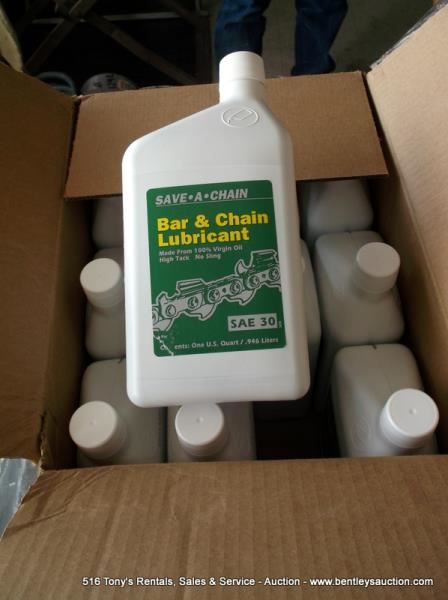 SAVE•A•CHAIN
Bar & Chain
Lubricant
Made From 100% Virgin Oil
High Tack No Sling
SAE 30
Contents: One U.S. Quart / .946 Liters
516 Tony's Rentals, Sales & Service - Auction - www.bentleysauction.com